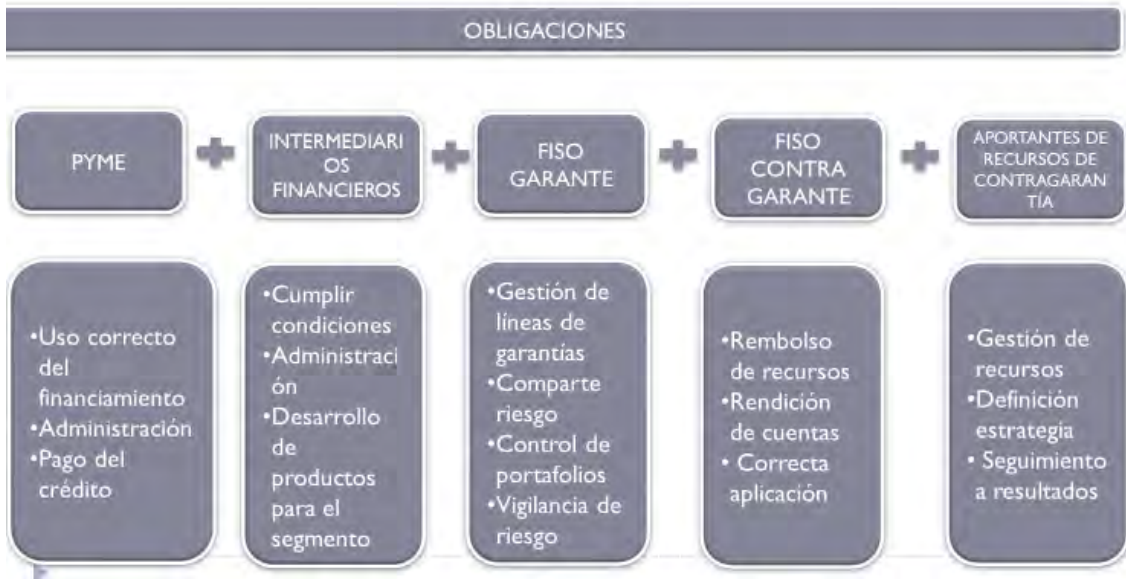 OBLIGACIONES
PYME
INTERMEDIARI
OS
FINANCIEROS
FISO
GARANTE
FISO
CONTRA
GARANTE
APORTANTES DE
RECURSOS DE
CONTRAGARAN
TÍA
•Uso correcto
del
financiamiento
•Administración
•Pago del
crédito
•Cumplir
condiciones
•Administraci
ón
•Desarrollo
de
productos
para el
segmento
•Gestión de
líneas de
garantías
•Comparte
riesgo
•Control de
portafolios
•Vigilancia de
riesgo
•Rembolso
de recursos
•Rendición
de cuentas
• Correcta
aplicación
•Gestión de
recursos
•Definición
estrategia
• Seguimiento
a resultados